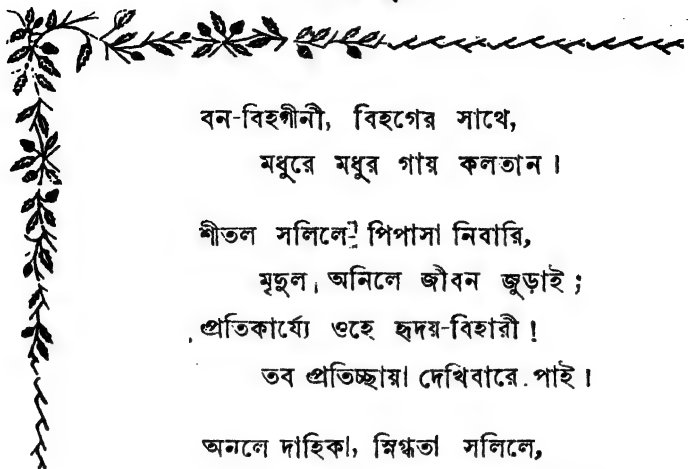 বন-বিহগীনী, বিহগের সাথে,
মধুরে মধুর গায় কলতান।
শীতল সলিলে পিপাসা নিবারি,
মৃদুল অনিলে জীবন জুড়াই;
প্রতিকার্য্যে ওহে হৃদয়-বিহারী!
তব প্রতিচ্ছায়া দেখিবারে পাই।
অনলে দাহিকা, স্নিগ্ধতা সলিলে,